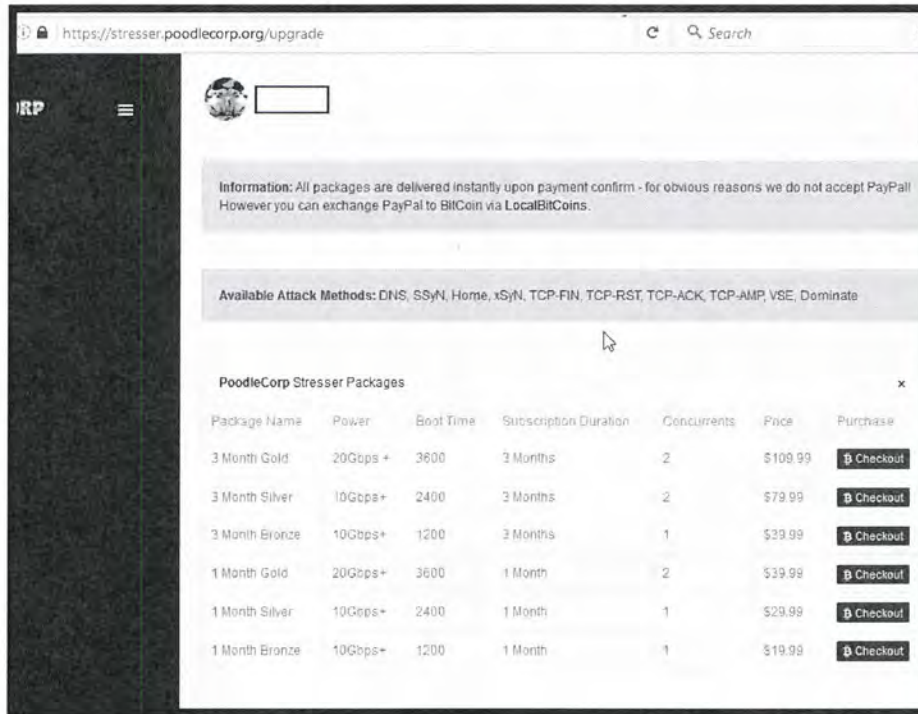 https://stresser.poodlecorp.org/upgrade
Search
RP
Information: All packages are delivered instantly upon payment confirm - for obvious reasons we do not accept PayPal!
However you can exchange PayPal to BitCoin via LocalBitCoins.
Available Attack Methods: DNS, SSyN, Home, xSyN, TCP-FIN, TCP-RST, TCP-ACK, TCP-AMP, VSE, Dominate
PoodleCorp Stresser Packages ×
Package Name Power Boot Time Subscription Duration Concurrents Price Purchase
3 Month Gold 20Gbps + 3600 3 Months 2 $109.99 Checkout
3 Month Silver 10Gbps+ 2400 3 Months 2 $79.99 Checkout
3 Month Bronze 10Gbps+ 1200 3 Months 1 $39.99 Checkout
1 Month Gold 20Gbps+ 3600 1 Month 2 $39.99 Checkout
1 Month Silver 10Gbps+ 2400 1 Month 1 $29.99 Checkout
1 Month Bronze 10Gbps+ 1200 1 Month 1 $19.99 Checkout